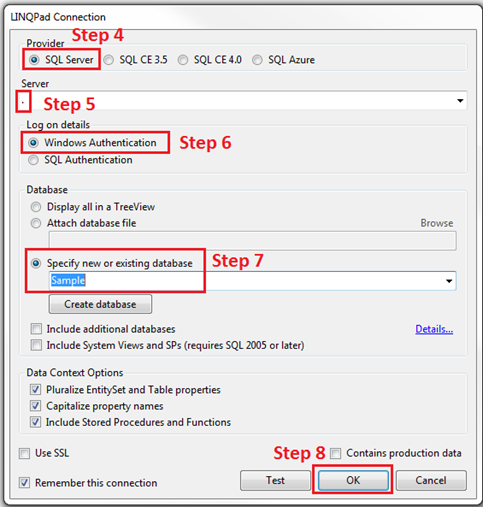 LINQPad Connection
Step 4
Provider
SQL Server SQL CE 3.5 SQL CE 4.0 SQL Azure
Server
. Step 5
Log on details
Windows Authentication Step 6
SQL Authentication
Database
Display all in a TreeView
Attach database file Browse
Specify new or existing database Step 7
Sample
Create database
Include additional databases Details...
Include System Views and SPs (requires SQL 2005 or later)
Data Context Options
Pluralize EntitySet and Table properties
Capitalize property names
Include Stored Procedures and Functions
Use SSL Step 8 Contains production data
Remember this connection Test OK Cancel